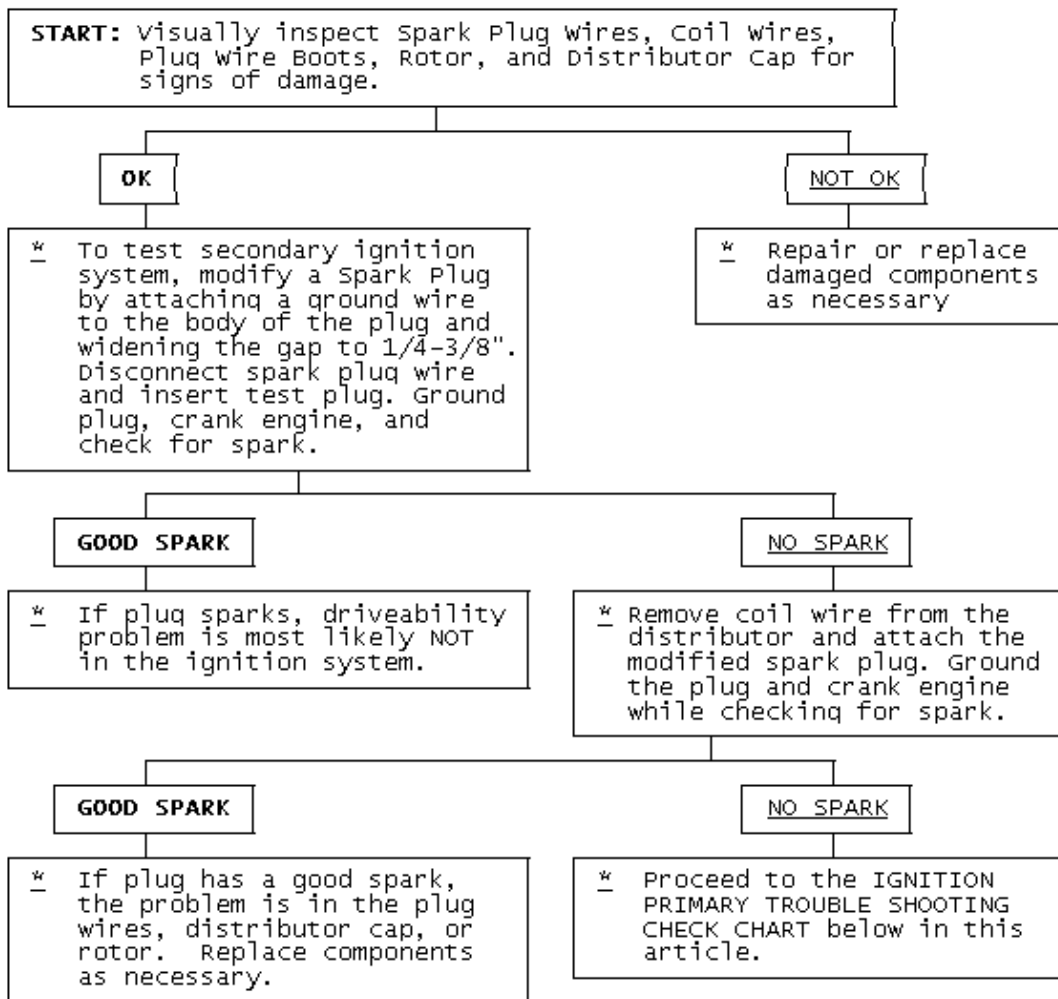 START: Visually inspect Spark Plug Wires, Coil Wires,
Plug Wire Boots, Rotor, and Distributor Cap for
signs of damage.
OK
NOT OK
* To test secondary ignition
system, modify a Spark Plug
by attaching a ground wire
to the body of the plug and
widening the gap to 1/4-3/8".
Disconnect spark plug wire
and insert test plug. Ground
plug, crank engine, and
check for spark.
* Repair or replace
damaged components
as necessary
GOOD SPARK
NO SPARK
* If plug sparks, driveability
problem is most likely NOT
in the ignition system.
* Remove coil wire from the
distributor and attach the
modified spark plug. Ground
the plug and crank engine
while checking for spark.
GOOD SPARK
NO SPARK
* If plug has a good spark,
the problem is in the plug
wires, distributor cap, or
rotor. Replace components
as necessary.
* Proceed to the IGNITION
PRIMARY TROUBLE SHOOTING
CHECK CHART below in this
article.